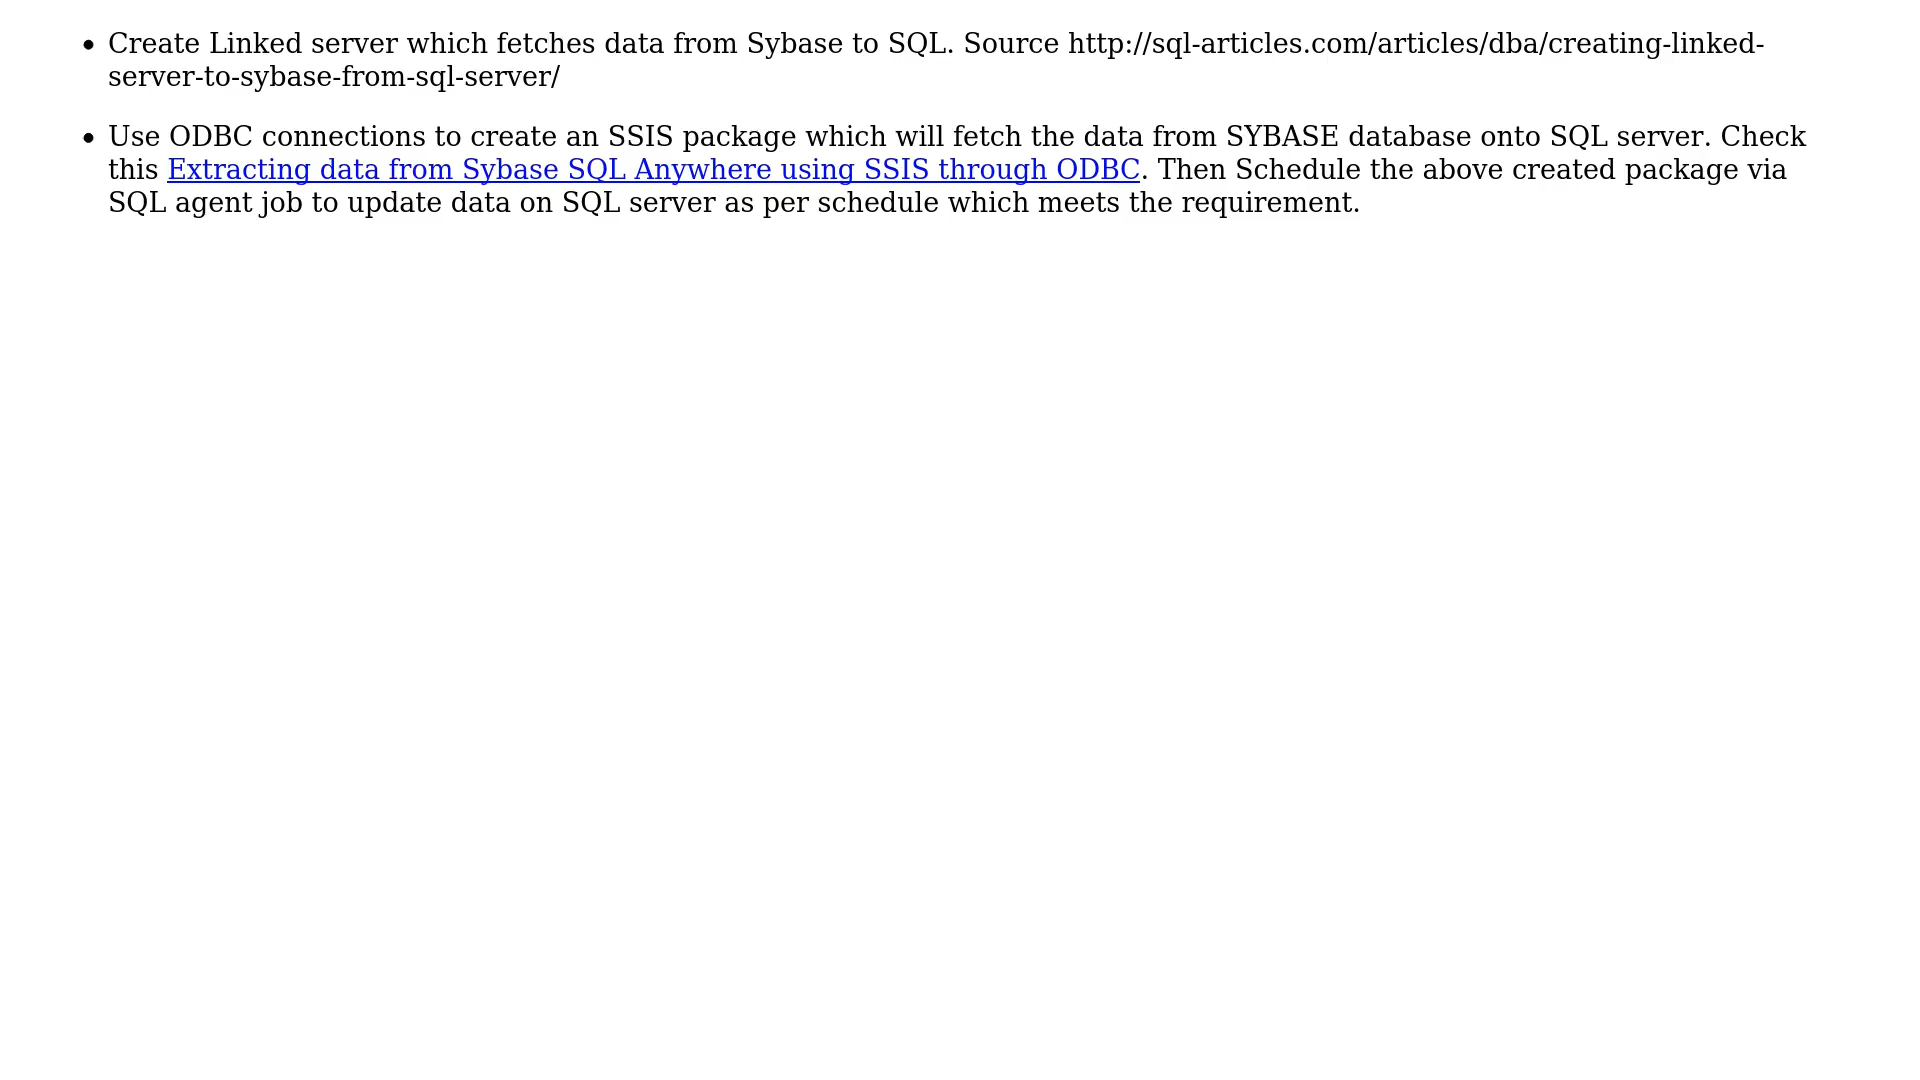 Create Linked server which fetches data from Sybase to SQL. Source http://sql-articles.com/articles/dba/creating-linked-
server-to-sybase-from-sql-server/
Use ODBC connections to create an SSIS package which will fetch the data from SYBASE database onto SQL server. Check
this Extracting data from Sybase SQL Anywhere using SSIS through ODBC. Then Schedule the above created package via
SQL agent job to update data on SQL server as per schedule which meets the requirement.